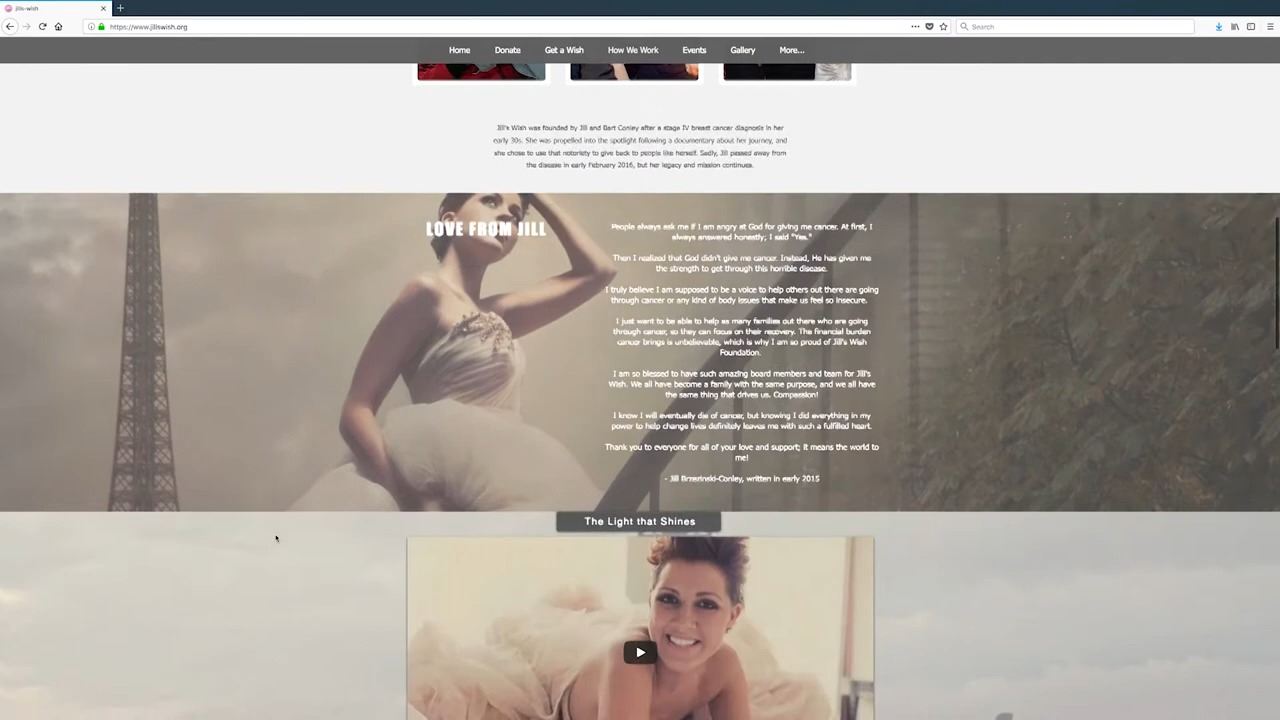 jills-wish
https://www.jillswish.org
Search
Home Donate Get a Wish How We Work Events Gallery More...
Jill's Wish was founded by Jill and Bart Conley after a stage IV breast cancer diagnosis in her
early 30s. She was propelled into the spotlight following a documentary about her journey, and
she chose to use that notoriety to give back to people like herself. Sadly, Jill passed away from
the disease in early February 2016, but her legacy and mission continues.
LOVE FROM JILL
People always ask me if I am angry at God for giving me cancer. At first, I
always answered honestly; I said "Yes."
Then I realized that God didn't give me cancer. Instead, He has given me
the strength to get through this horrible disease.
I truly believe I am supposed to be a voice to help others out there are going
through cancer or any kind of body issues that make us feel so insecure.
I just want to be able to help as many families out there who are going
through cancer, so they can focus on their recovery. The financial burden
cancer brings is unbelievable, which is why I am so proud of Jill's Wish
Foundation.
I am so blessed to have such amazing board members and team for Jill's
Wish. We all have become a family with the same purpose, and we all have
the same thing that drives us. Compassion!
I know I will eventually die of cancer, but knowing I did everything in my
power to help change lives definitely leaves me with such a fulfilled heart.
Thank you to everyone for all of your love and support; it means the world to
me!
- Jill Brzezinski-Conley, written in early 2015
The Light that Shines